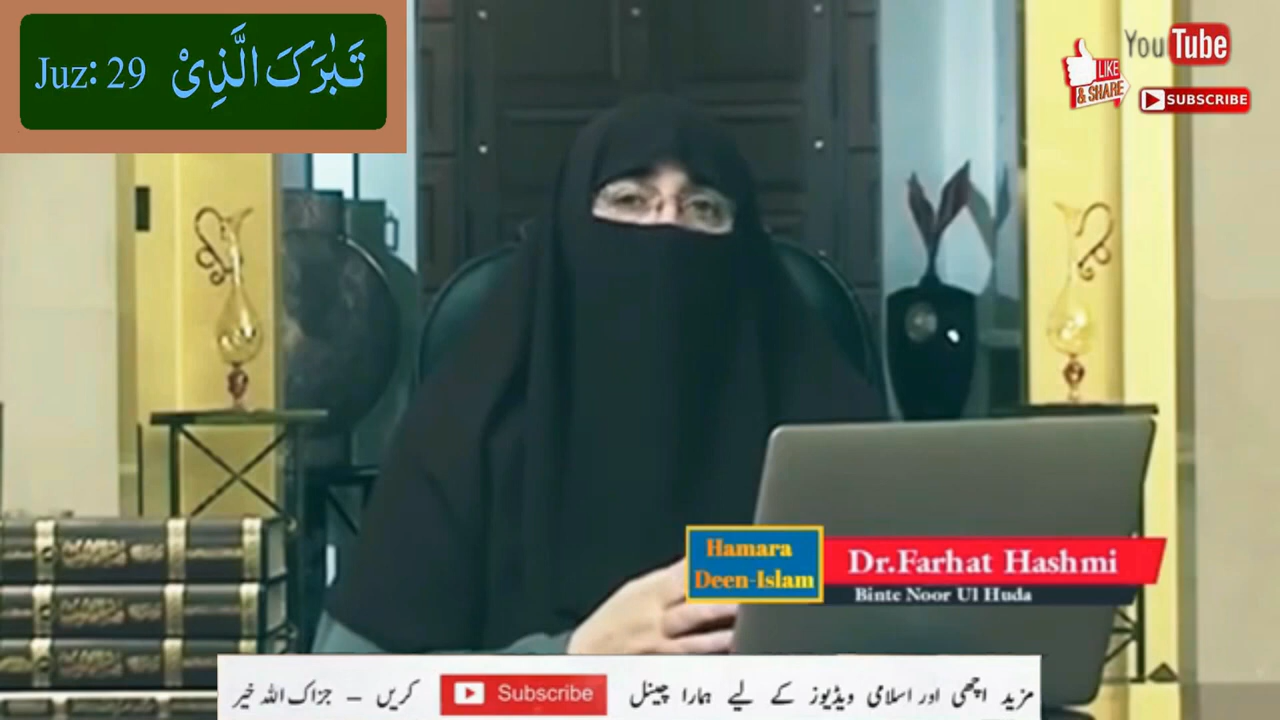 Juz: 29 تَبٰرَكَ الَّذِیْ
YouTube
LIKE
& SHARE
SUBSCRIBE
Hamara
Deen-Islam
Dr.Farhat Hashmi
Binte Noor Ul Huda
مزید اچھی اور اسلامی ویڈیوز کے لیے ہمارا چینل Subscribe کریں – جزاک اللہ خیر